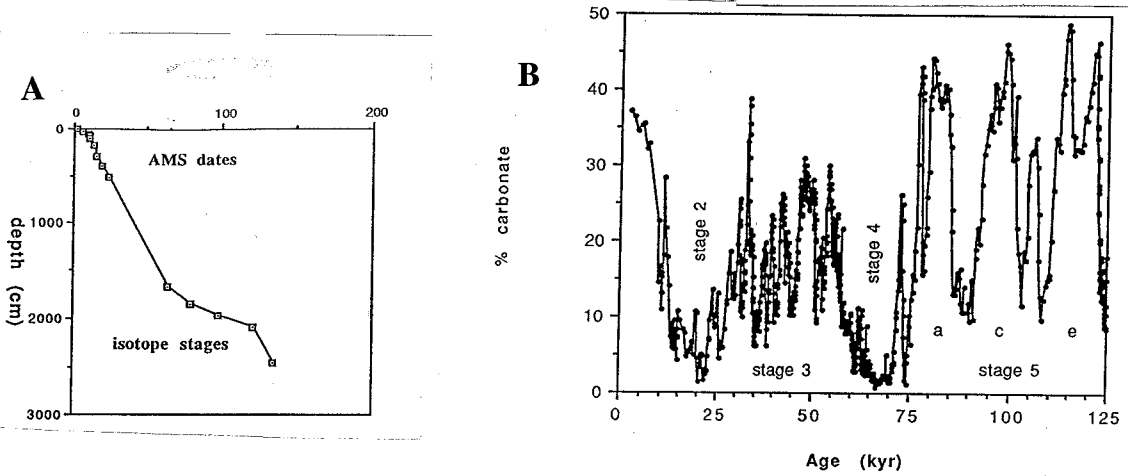 A
0 100 200
0
AMS dates
1000
depth (cm)
2000
isotope stages
3000
B
50
40
30
20
10
0
% carbonate
stage 2
stage 4
stage 3
a c e
stage 5
0 25 50 75 100 125
Age (kyr)